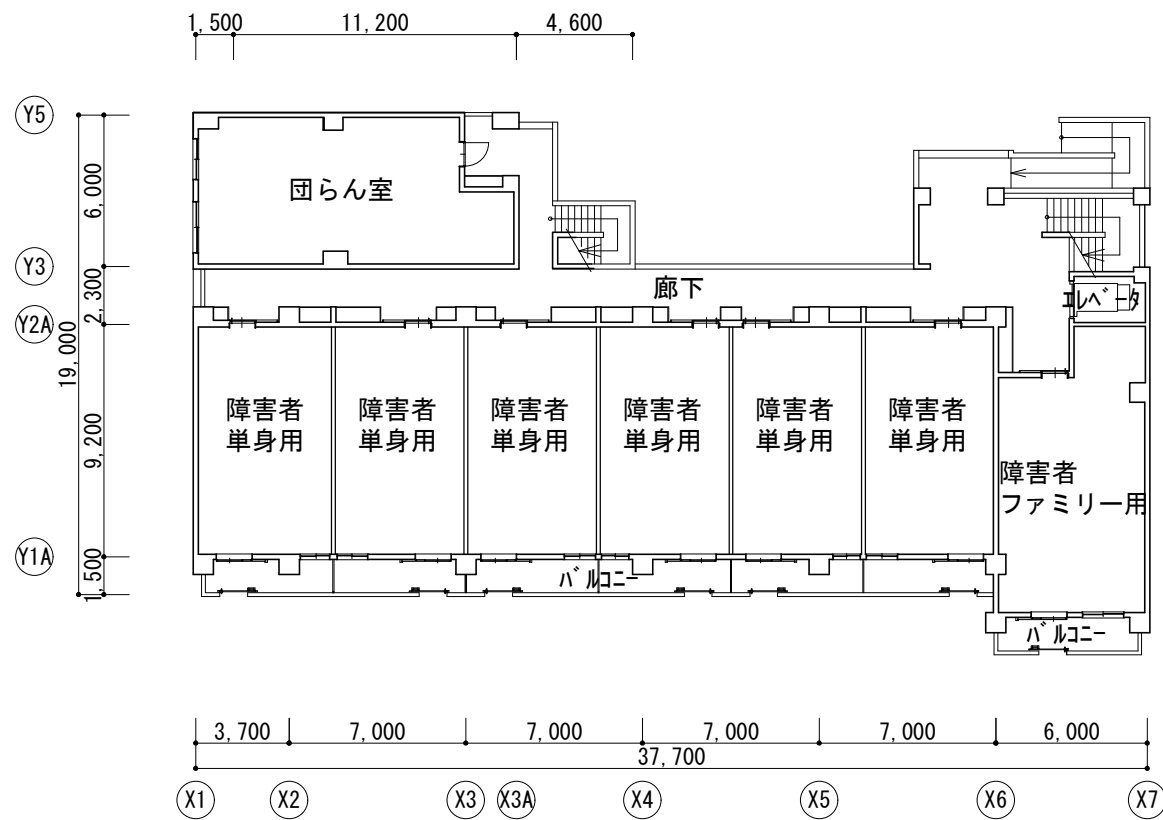 1,500
11,200
4,600
Y5
6,000
団らん室
Y3
廊下
2,300
エレベータ
Y2A
19,000
障害者
単身用
障害者
単身用
障害者
単身用
障害者
単身用
障害者
単身用
障害者
単身用
9,200
障害者
ファミリー用
Y1A
1,500
バルコニー
バルコニー
3,700
7,000
7,000
7,000
7,000
6,000
37,700
X1
X2
X3
X3A
X4
X5
X6
X7